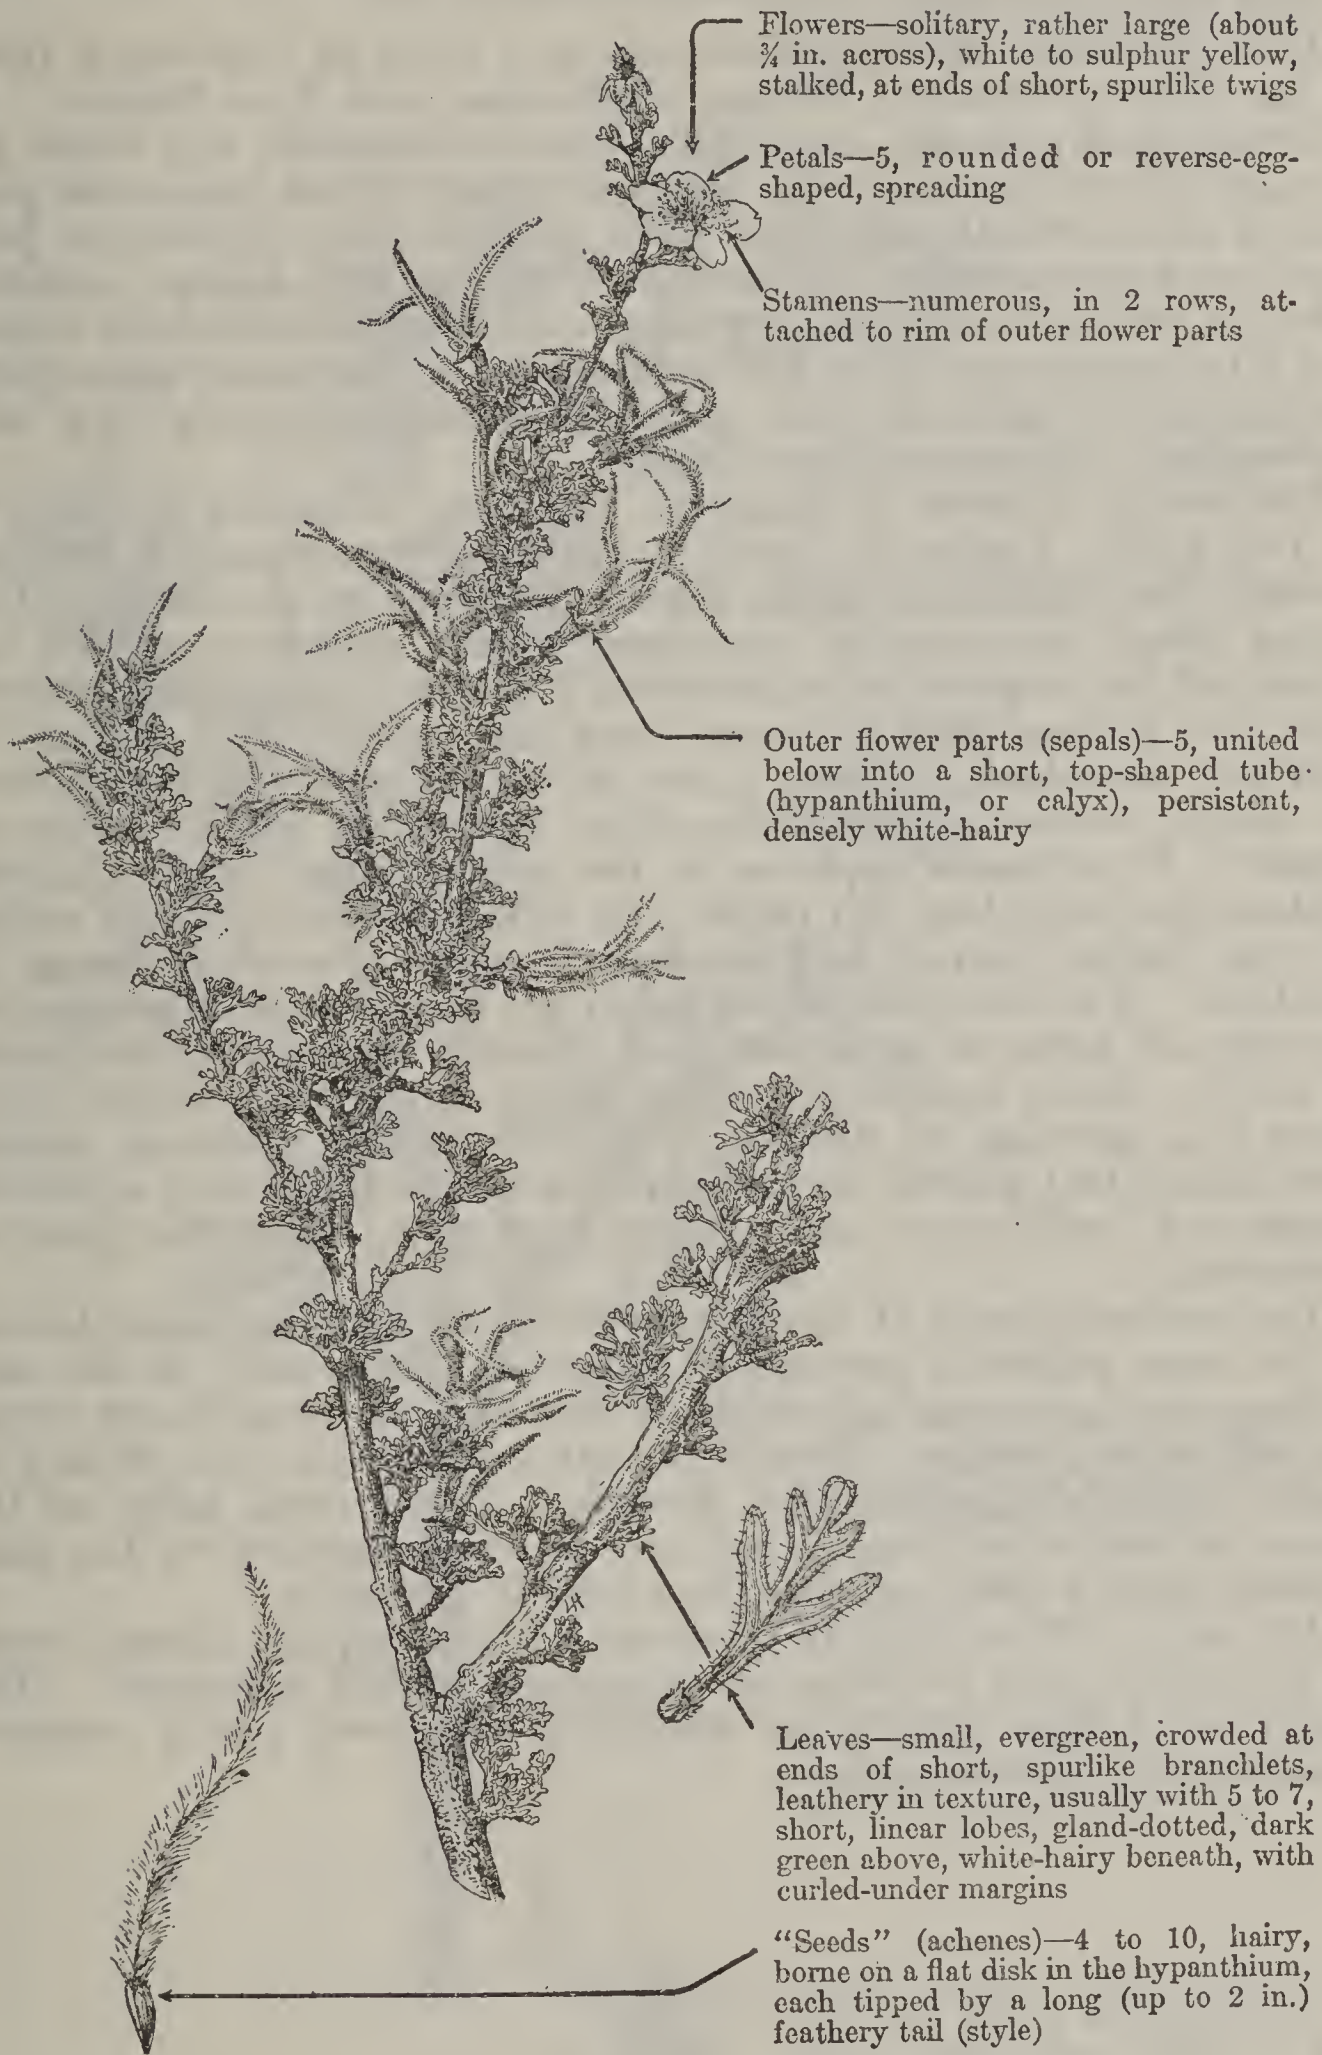 Flowers—solitary, rather large (about
¾ in. across), white to sulphur yellow,
stalked, at ends of short, spurlike twigs
Petals—5, rounded or reverse-egg-
shaped, spreading
Stamens—numerous, in 2 rows, at-
tached to rim of outer flower parts
Outer flower parts (sepals)—5, united
below into a short, top-shaped tube
(hypanthium, or calyx), persistent,
densely white-hairy
LH
Leaves—small, evergreen, crowded at
ends of short, spurlike branchlets,
leathery in texture, usually with 5 to 7,
short, linear lobes, gland-dotted, dark
green above, white-hairy beneath, with
curled-under margins
“Seeds” (achenes)—4 to 10, hairy,
borne on a flat disk in the hypanthium,
each tipped by a long (up to 2 in.)
feathery tail (style)